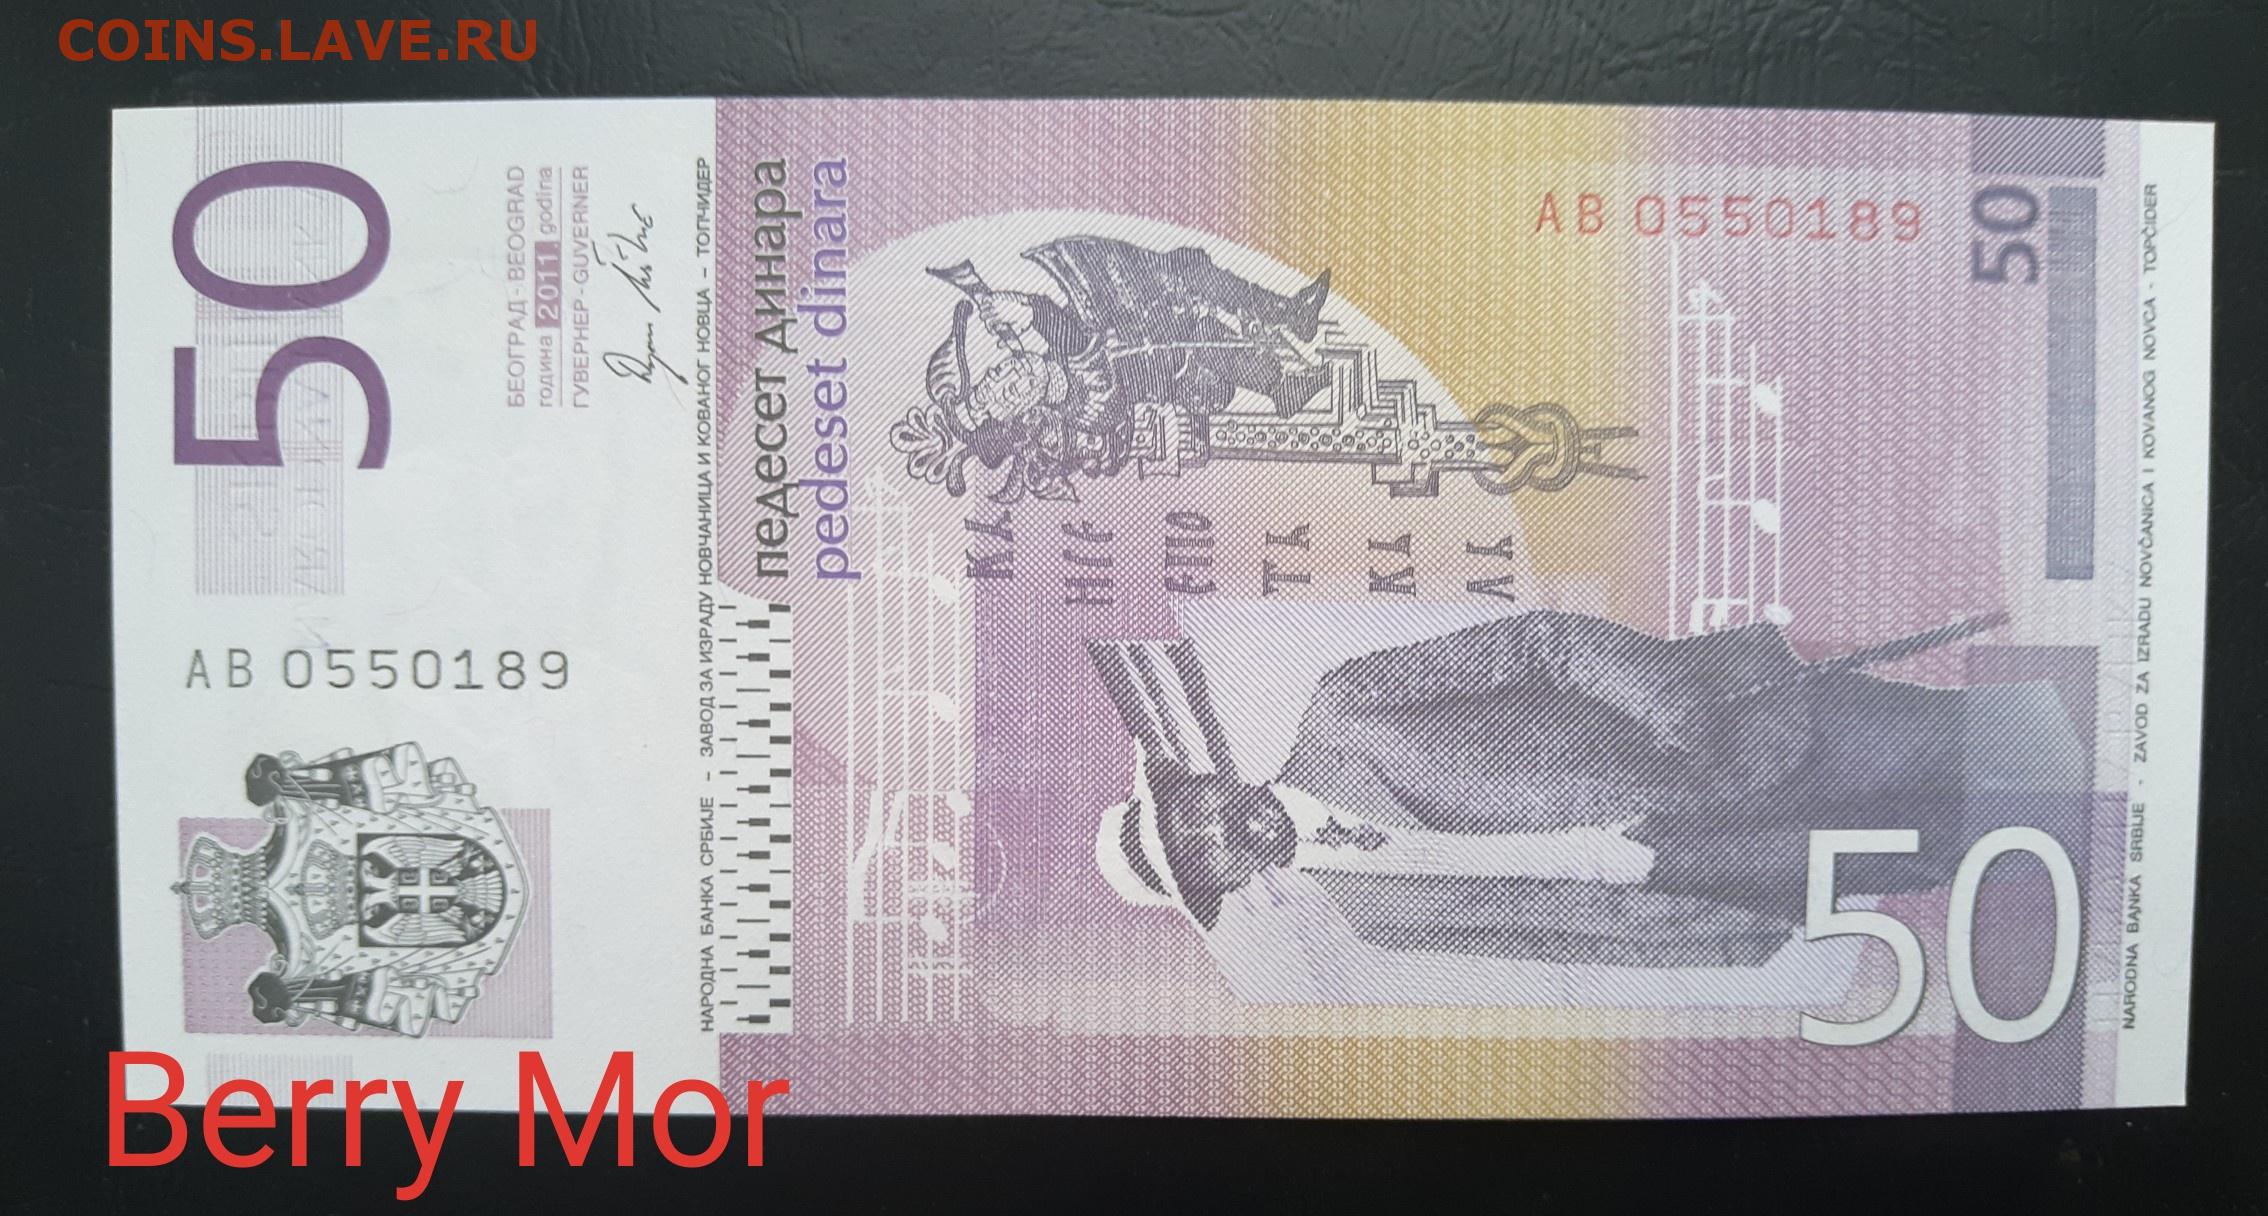 COINS.LAVE.RU
50
БЕОГРАД - BEOGRAD
година 2011. godina
ГУВЕРНЕР - GUVERNER
AB 0550189
НАРОДНА БАНКА СРБИЈЕ - ЗАВОД ЗА ИЗРАДУ НОВЧАНИЦА И КОВАНОГ НОВЦА - ТОПЧИДЕР
педесет динара
pedeset dinara
AB 0550189
50
50
NARODNA BANKA SRBIJE - ZAVOD ZA IZRADU NOVČANICA I KOVANOG NOVCA - TOPČIDER
Berry Mor